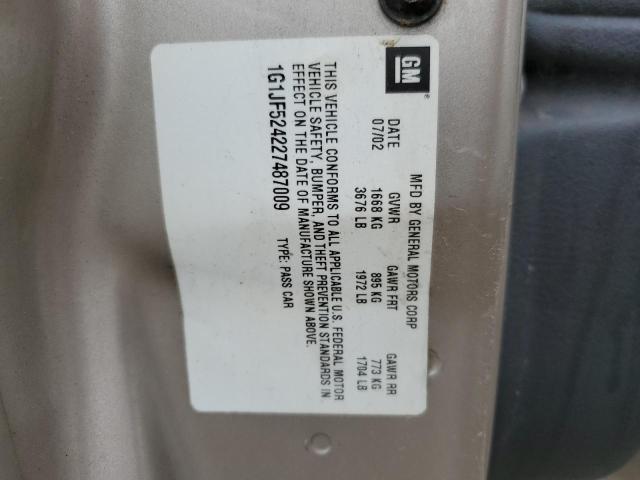 GM
®
MFD BY GENERAL MOTORS CORP
DATE GVWR GAWR FRT GAWR RR
07/02 1668 KG 895 KG 773 KG
3676 LB 1972 LB 1704 LB
THIS VEHICLE CONFORMS TO ALL APPLICABLE U.S. FEDERAL MOTOR
VEHICLE SAFETY, BUMPER, AND THEFT PREVENTION STANDARDS IN
EFFECT ON THE DATE OF MANUFACTURE SHOWN ABOVE.
1G1JF524227487009 TYPE: PASS CAR